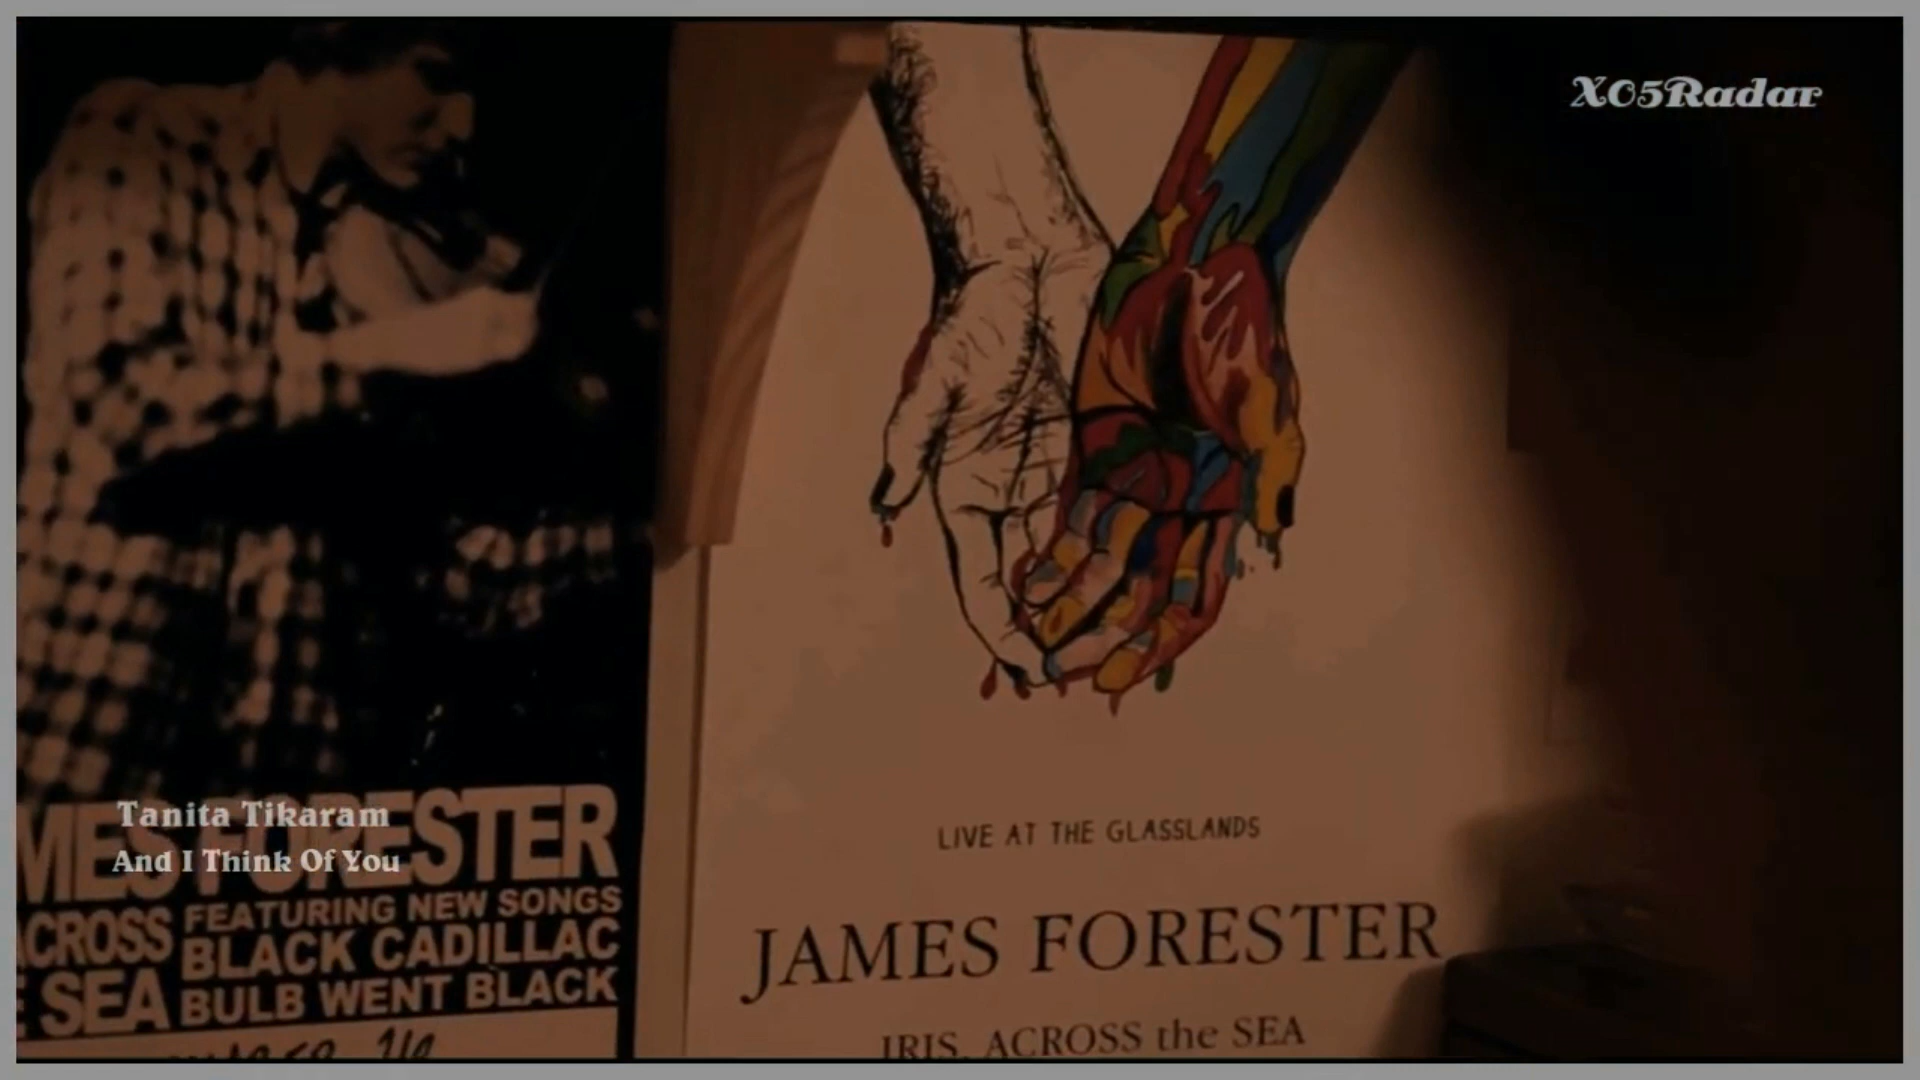 X05Radar
Tanita Tikaram
And I Think Of You
MES FORESTER
ACROSS
SEA
FEATURING NEW SONGS
BLACK CADILLAC
BULB WENT BLACK
LIVE AT THE GLASSLANDS
JAMES FORESTER
IRIS, ACROSS the SEA